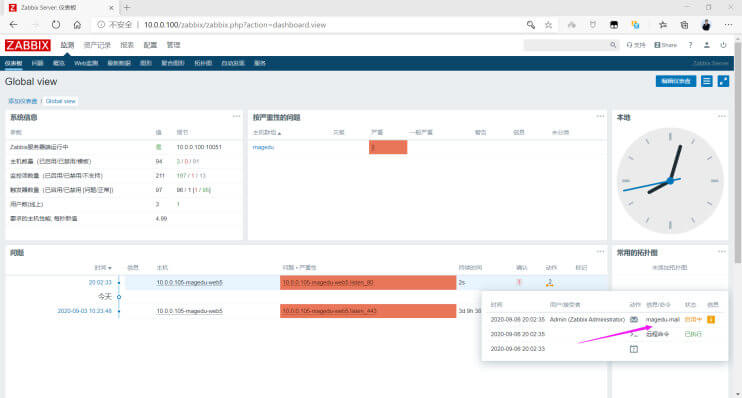 Zabbix Server: 仪表板
不安全 | 10.0.0.100/zabbix/zabbix.php?action=dashboard.view
ZABBIX 监测 资产记录 报表 配置 管理
支持 Share ?
仪表板 问题 概览 Web监测 最新数据 图形 聚合图形 拓扑图 自动发现 服务 Zabbix Server
Global view 编辑仪表盘
添加仪表盘 / Global view
系统信息
参数 值 细节
Zabbix服务器端运行中 是 10.0.0.100:10051
主机数量 (已启用/已禁用/模板) 94 3 / 0 / 91
监控项数量 (已启用/已禁用/不支持) 211 197 / 1 / 13
触发器数量 (已启用/已禁用 [问题/正常]) 97 96 / 1 [1 / 95]
用户数(线上) 3 1
要求的主机性能, 每秒新值 4.99
按严重性的问题
主机群组 灾难 严重 一般严重 警告 信息 未分类
magedu
本地
问题
时间 信息 主机 问题 • 严重性 持续时间 确认 动作 标记
20:02:33 10.0.0.105-magedu-web5 10.0.0.105-magedu-web5.listen_80 2s 1
今天
2020-09-03 10:23:46 10.0.0.105-magedu-web5 10.0.0.105-magedu-web5.listen_443 3d 9h 38
常用的拓扑图
未添加拓扑图
时间 用户/接受者 动作 信息/命令 状态 信息
2020-09-06 20:02:35 Admin (Zabbix Administrator) magedu-mail 启用中
2020-09-06 20:02:35 远程命令 已执行
2020-09-06 20:02:33